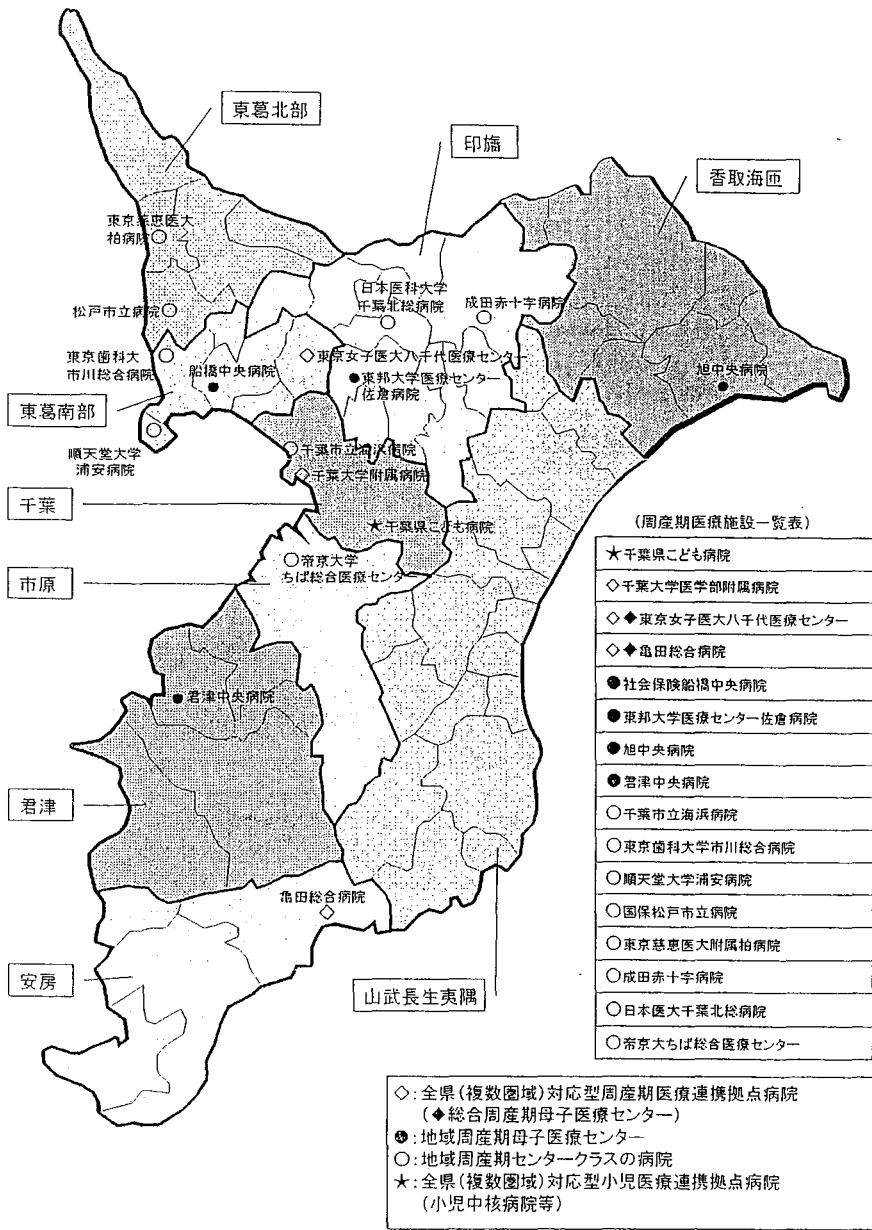 東葛北部
印旛
香取海匝
東京慈恵医大
柏病院
日本医科大学
千葉北総病院
成田赤十字病院
松戸市立病院
東京歯科大
市川総合病院
船橋中央病院
◇東京女子医大八千代医療センター
●東邦大学医療センター
佐倉病院
旭中央病院
東葛南部
順天堂大学
浦安病院
千葉市立海浜病院
千葉大学附属病院
千葉
★千葉県こども病院
市原
帝京大学
ちば総合医療センター
君津中央病院
君津
亀田総合病院
安房
山武長生夷隅
(周産期医療施設一覧表)
★千葉県こども病院
◇千葉大学医学部附属病院
◇◆東京女子医大八千代医療センター
◇◆亀田総合病院
●社会保険船橋中央病院
●東邦大学医療センター佐倉病院
●旭中央病院
●君津中央病院
○千葉市立海浜病院
○東京歯科大学市川総合病院
○順天堂大学浦安病院
○国保松戸市立病院
○東京慈恵医大附属柏病院
○成田赤十字病院
○日本医大千葉北総病院
○帝京大ちば総合医療センター
◇:全県(複数圏域)対応型周産期医療連携拠点病院
(◆総合周産期母子医療センター)
●:地域周産期母子医療センター
○:地域周産期センタークラスの病院
★:全県(複数圏域)対応型小児医療連携拠点病院
(小児中核病院等)